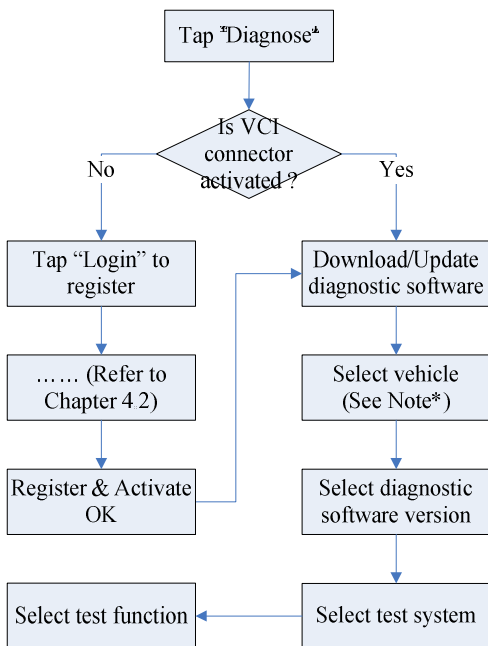 Tap "Diagnose"
Is VCI
connector
activated ?
No
Yes
Tap “Login” to
register
Download/Update
diagnostic software
…… (Refer to
Chapter 4.2)
Select vehicle
(See Note*)
Register & Activate
OK
Select diagnostic
software version
Select test function
Select test system